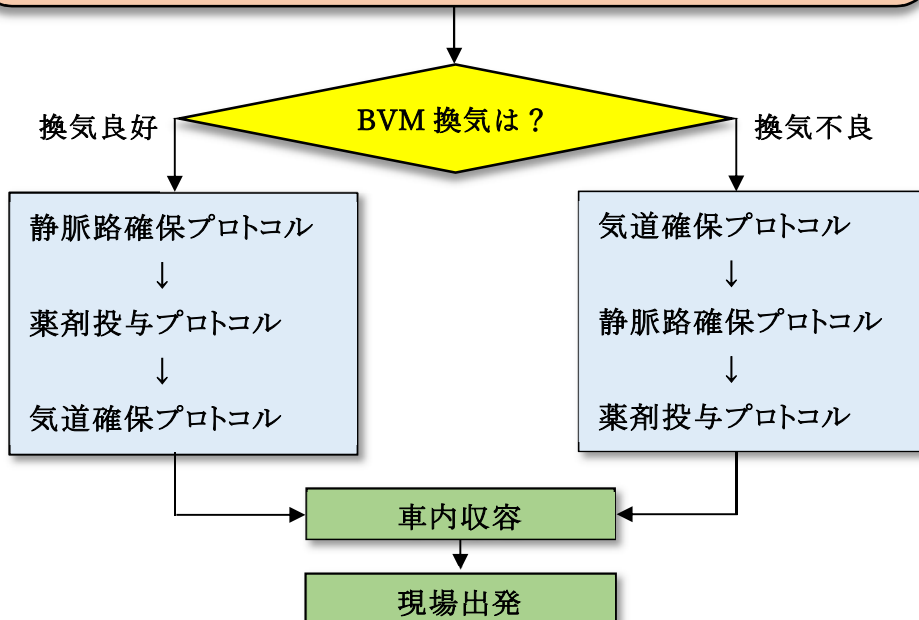 BVM 換気は？
換気良好
換気不良
静脈路確保プロトコル
↓
薬剤投与プロトコル
↓
気道確保プロトコル
気道確保プロトコル
↓
静脈路確保プロトコル
↓
薬剤投与プロトコル
車内収容
現場出発